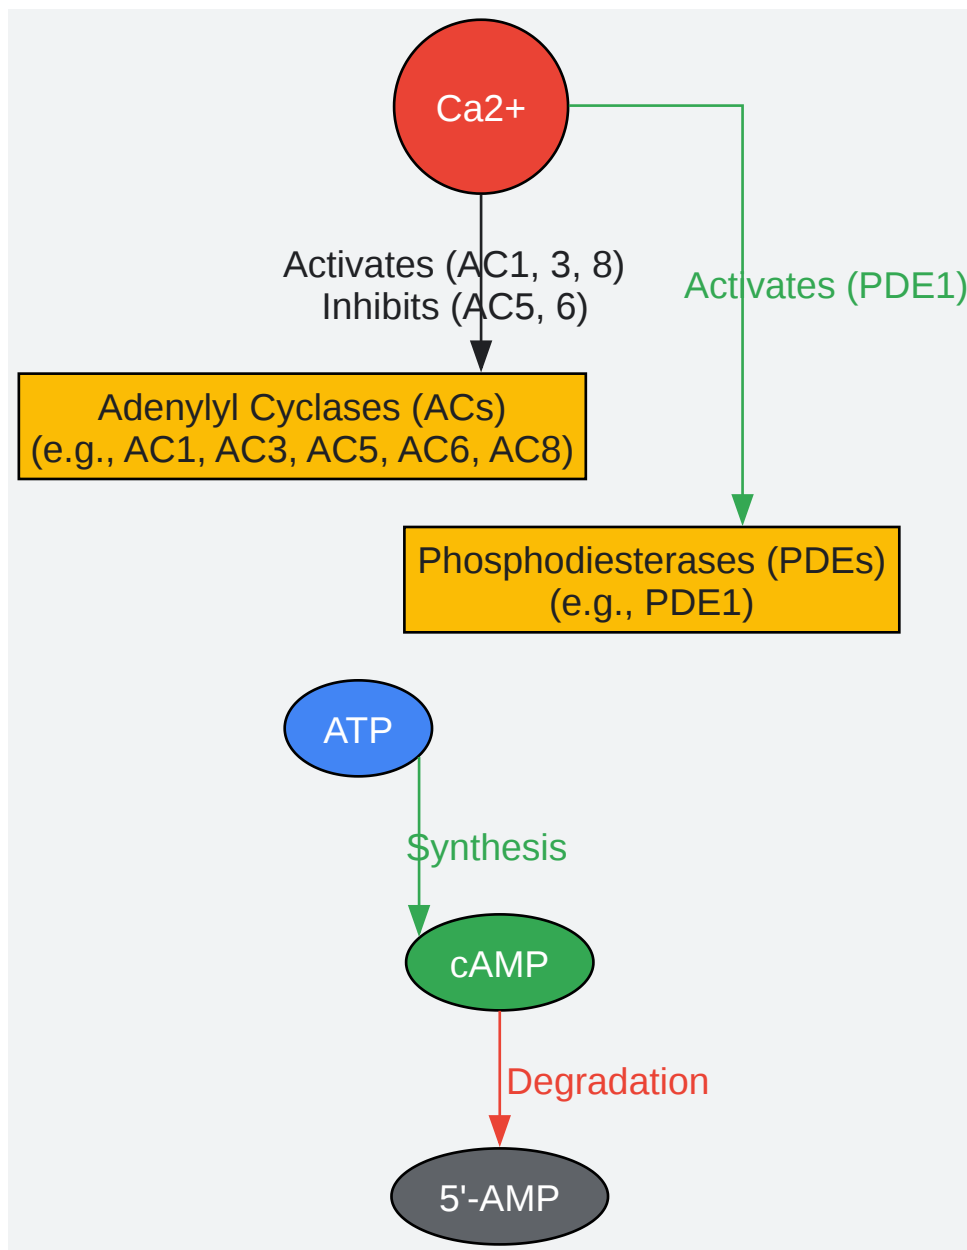 Ca2+
Activates (AC1, 3, 8)
Inhibits (AC5, 6)
Activates (PDE1)
Adenylyl Cyclases (ACs)
(e.g., AC1, AC3, AC5, AC6, AC8)
Phosphodiesterases (PDEs)
(e.g., PDE1)
ATP
Synthesis
cAMP
Degradation
5'-AMP